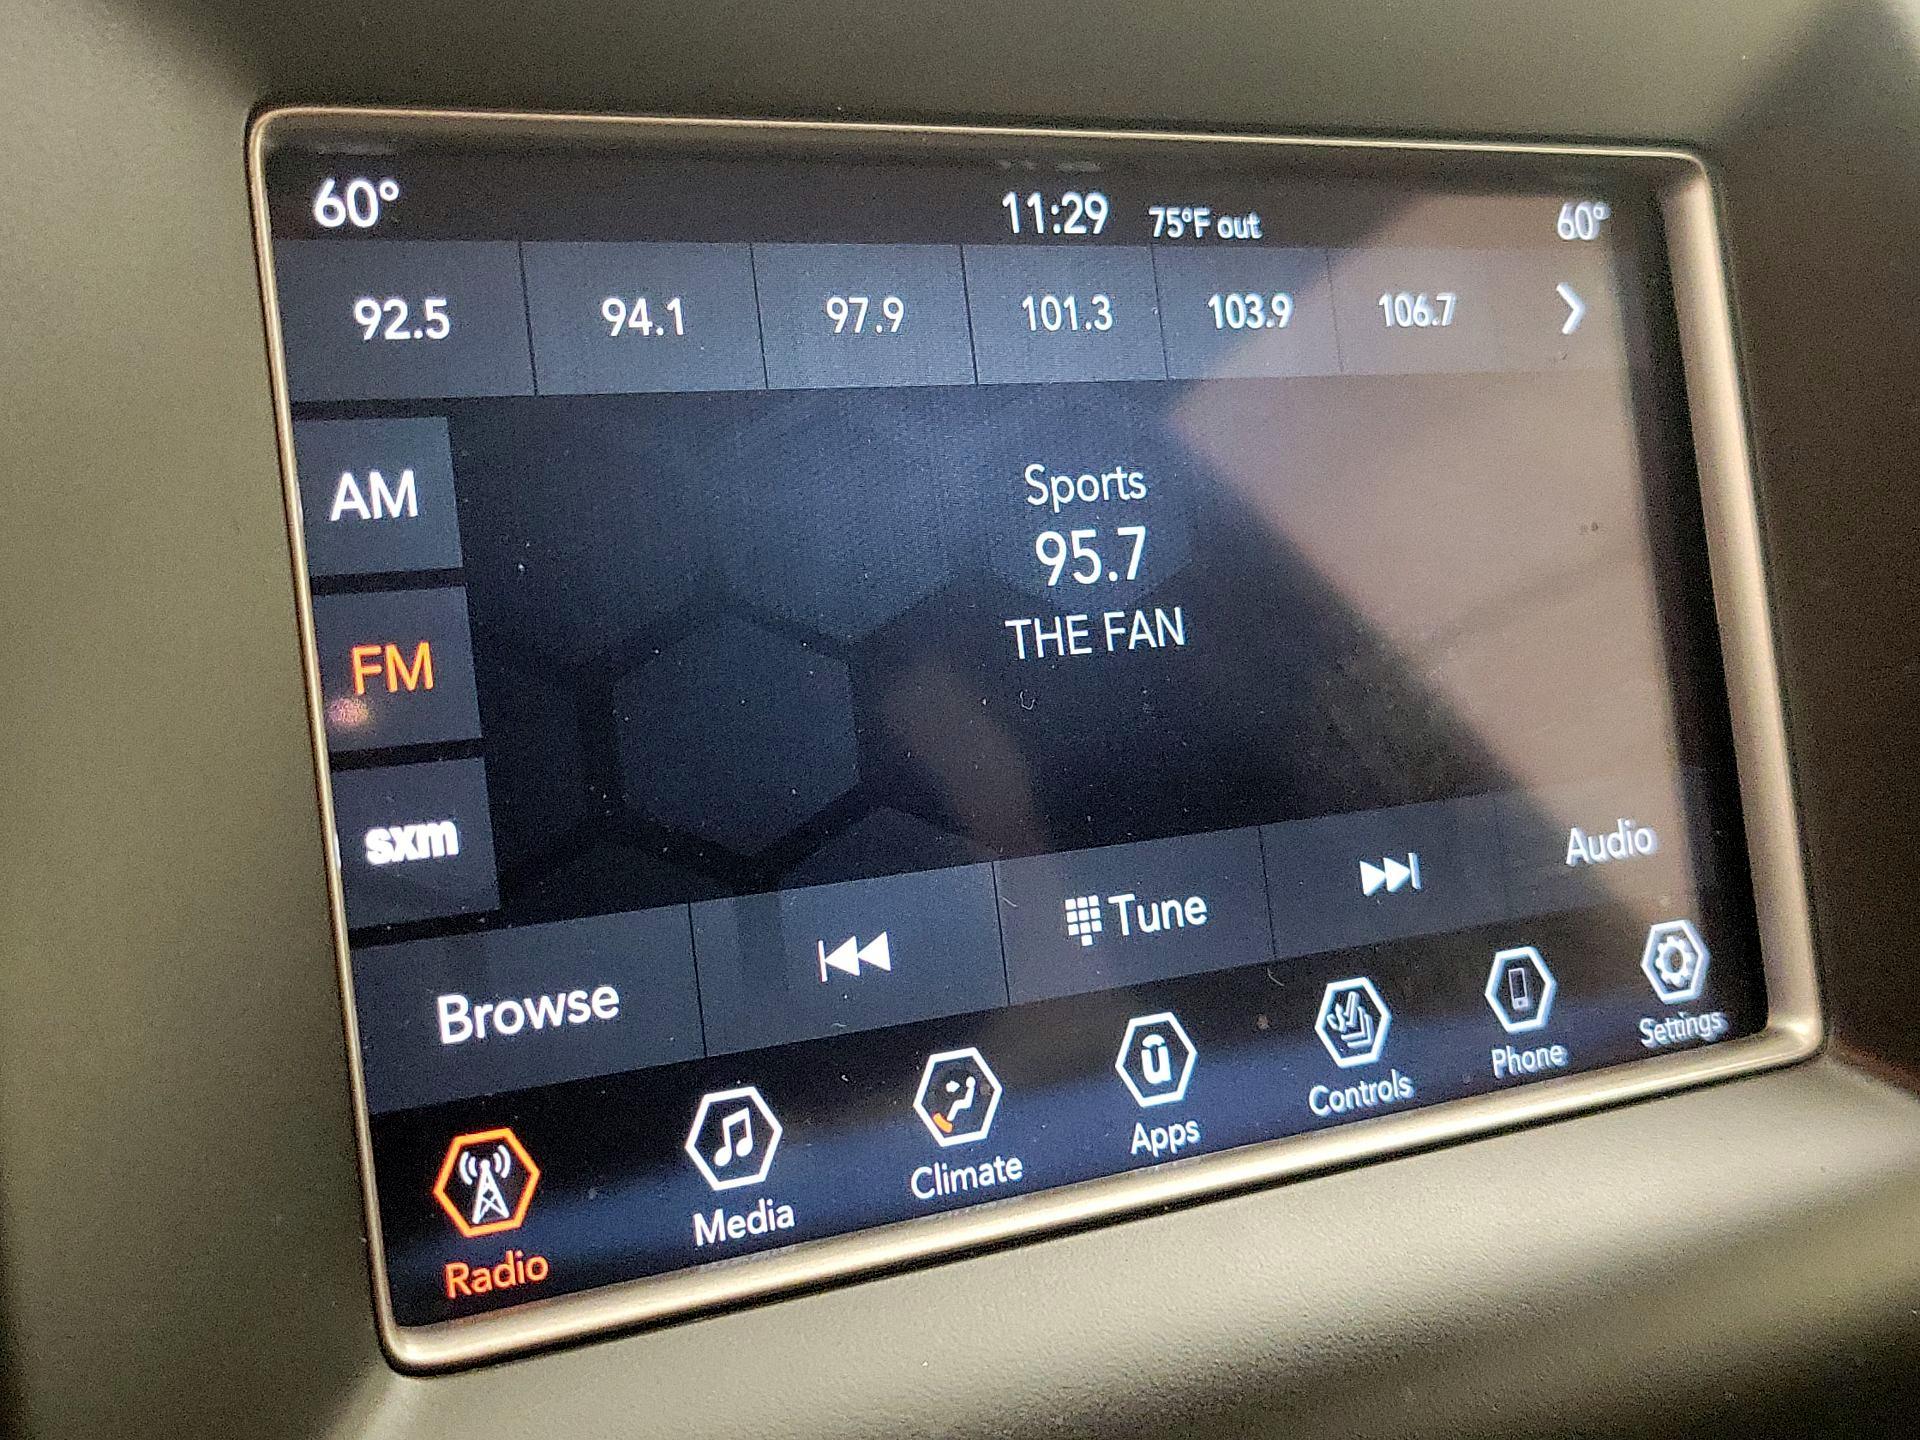 60° 11:29 75°F out 60°
92.5 94.1 97.9 101.3 103.9 106.7
AM
Sports
95.7
THE FAN
FM
sxm
Browse Tune Audio
Radio Media Climate Apps Controls Phone Settings